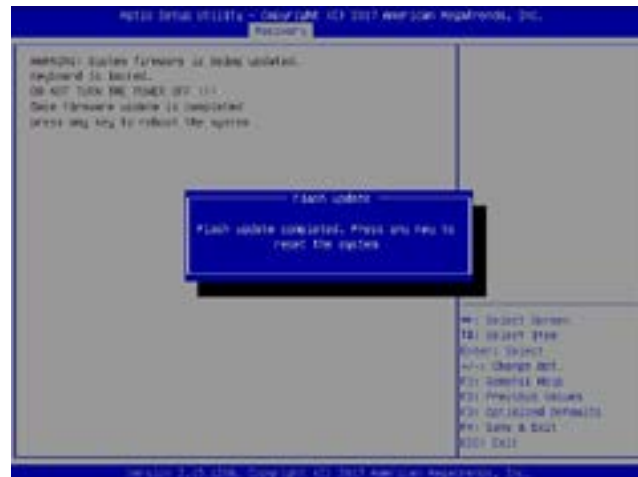 Aptio Setup Utility - Copyright (C) 2017 American Megatrends, Inc.
Recovery
WARNING! System firmware is being updated.
Keyboard is locked.
DO NOT TURN THE POWER OFF !!!
Once firmware update is completed
press any key to reboot the system
Flash update
Flash update completed. Press any key to
reset the system
Select Screen
Select Item
Enter: Select
+/-: Change Opt.
F1: General Help
F2: Previous Values
F3: Optimized Defaults
F4: Save & Exit
ESC: Exit
Version Copyright (C) 2017 American Megatrends, Inc.